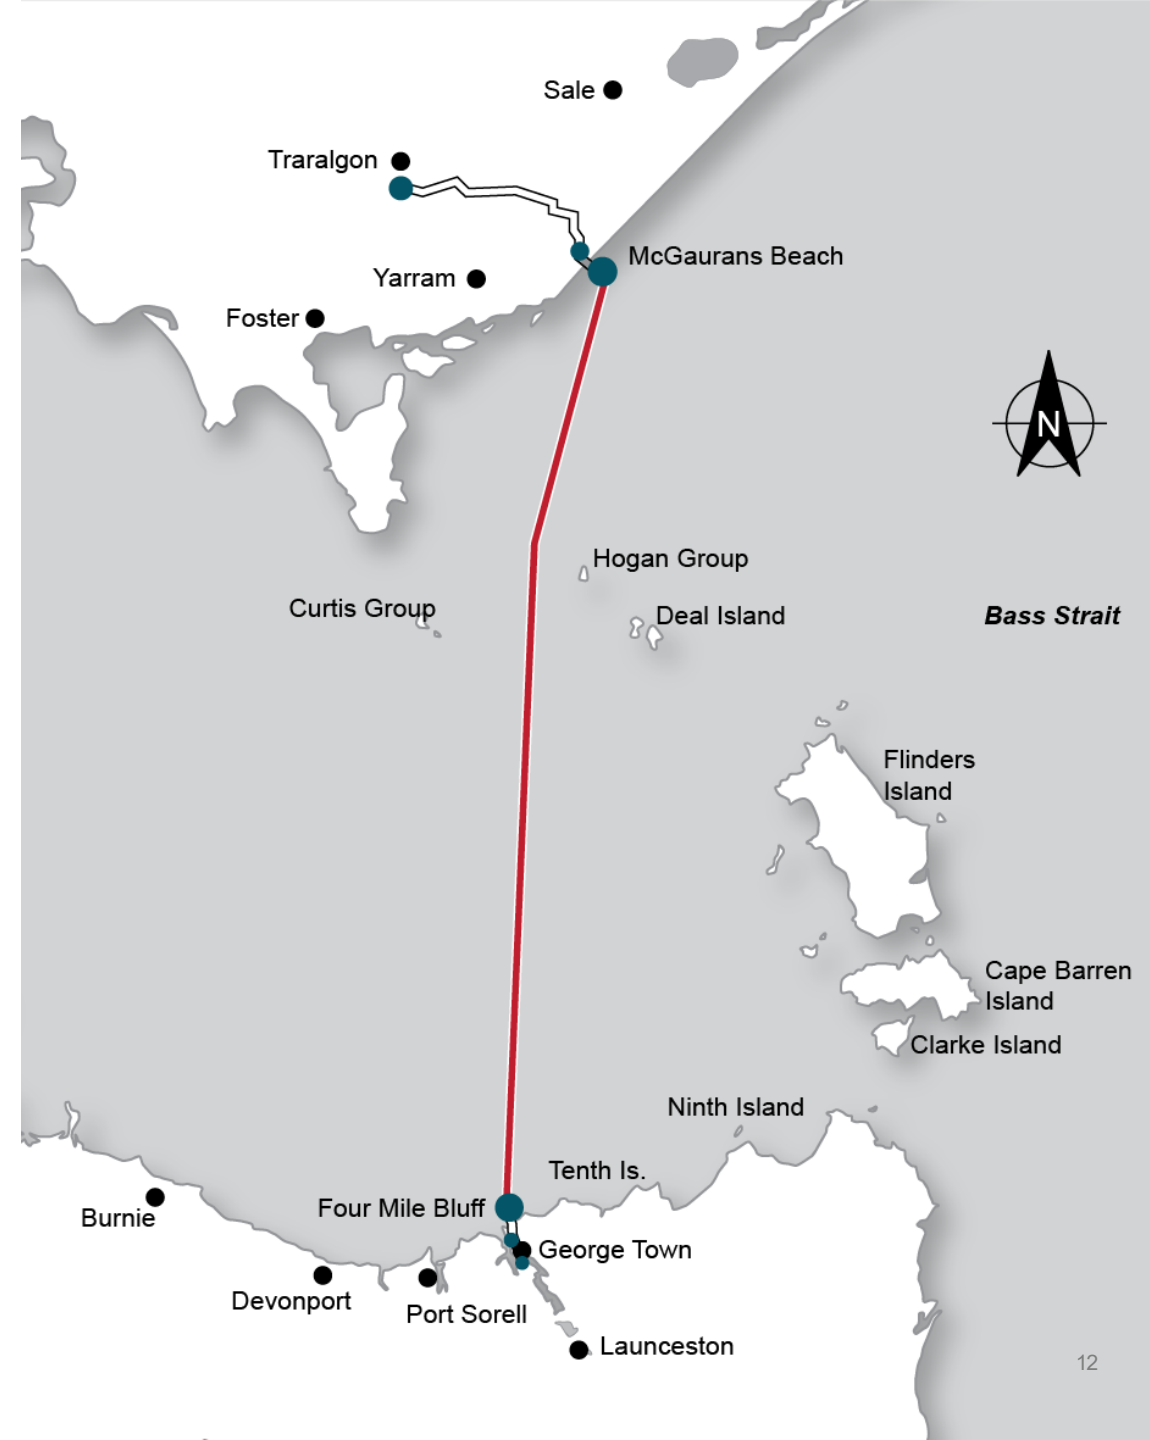 Sale
Traralgon
McGaurans Beach
Yarram
Foster
N
Hogan Group
Curtis Group
Deal Island
Bass Strait
Flinders
Island
Cape Barren
Island
Clarke Island
Ninth Island
Tenth Is.
Four Mile Bluff
Burnie
George Town
Devonport
Port Sorell
Launceston
12